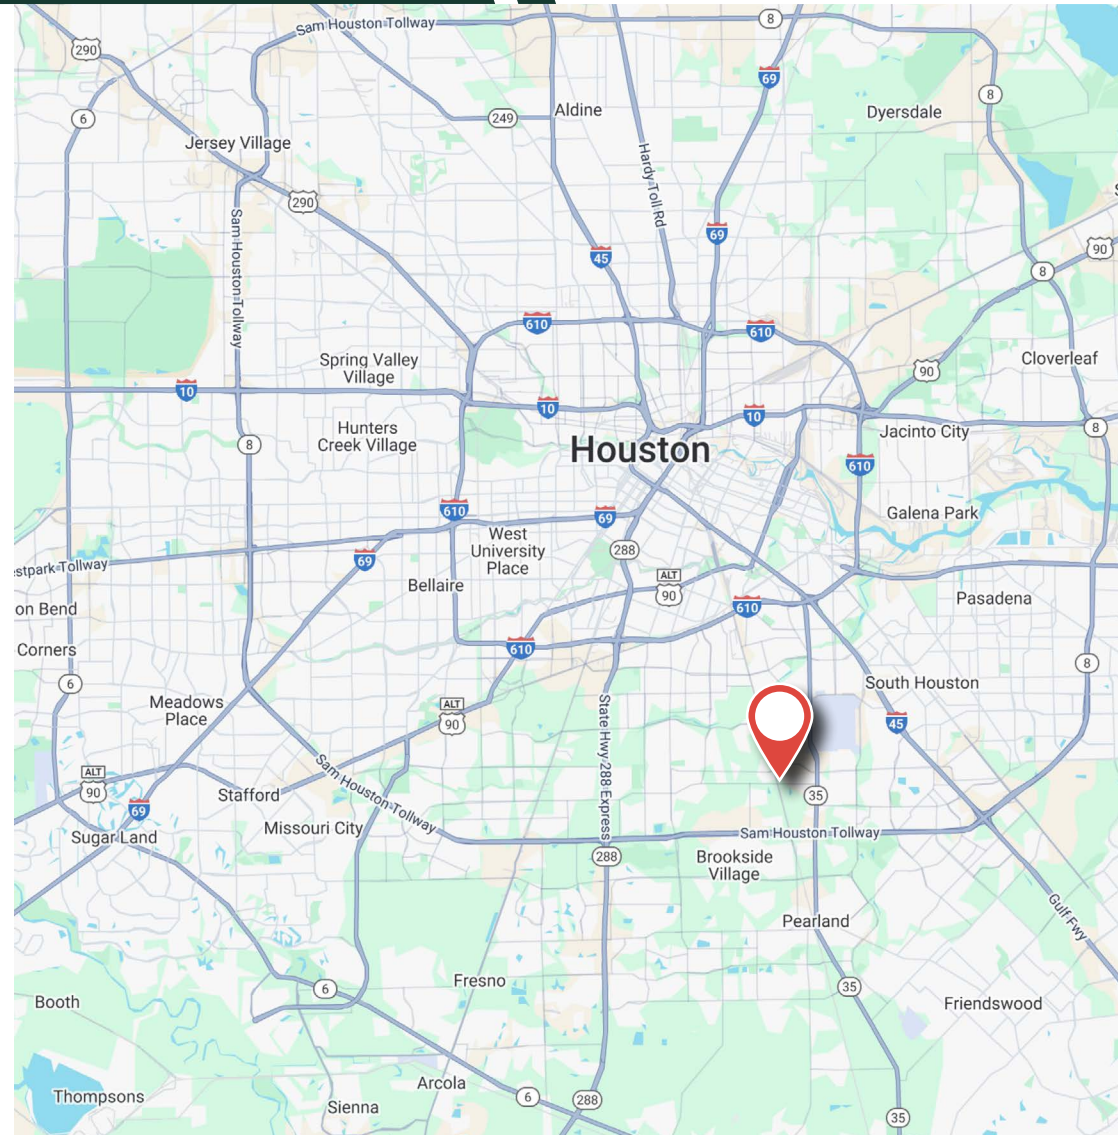 Sam Houston Tollway
8
290
69
6
249
Aldine
8
Dyersdale
Jersey Village
Hardy Toll Rd
290
Sam Houston Tollway
69
90
45
8
610
610
Spring Valley
Village
Cloverleaf
90
10
10
10
Hunters
Creek Village
8
Houston
Jacinto City
8
610
610
69
Galena Park
West
University
Place
288
69
stpark Tollway
ALT
90
Bellaire
Pasadena
on Bend
610
Corners
610
8
6
South Houston
Meadows
Place
ALT
90
State Hwy 288 Express
45
Sam Houston Tollway
ALT
90
Stafford
35
69
Missouri City
Sugar Land
Sam Houston Tollway
288
Brookside
Village
Gulf Fwy
Pearland
Fresno
6
35
Booth
Friendswood
Arcola
Thompsons
6
288
Sienna
35